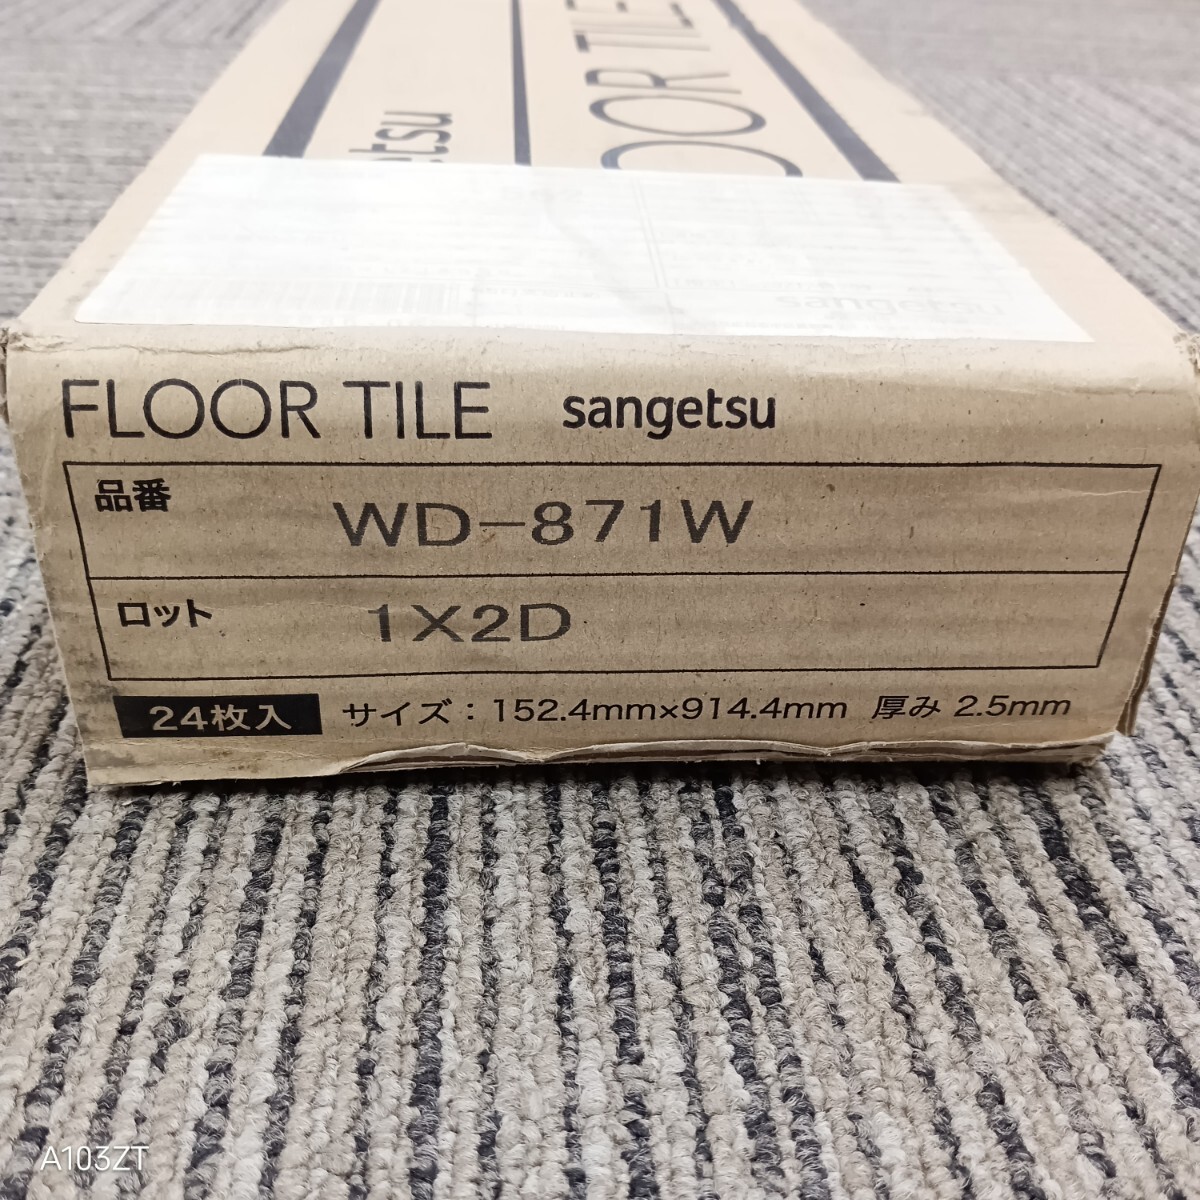 FLOOR TILE sangetsu
品番 WD-871W
ロット 1X2D
24枚入 サイズ：152.4mm×914.4mm 厚み 2.5mm
A103ZT